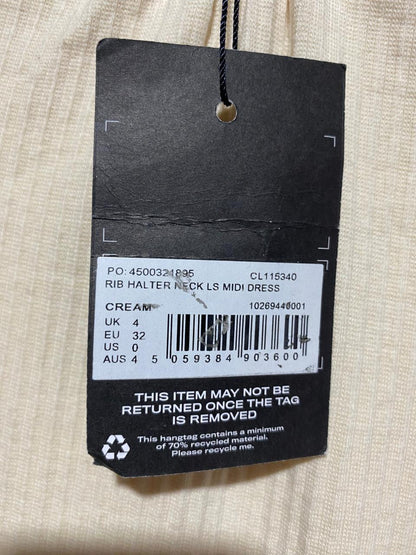 PO: 4500321895 CL115340
RIB HALTER NECK LS MIDI DRESS
CREAM 10269440001
UK 4
EU 32
US 0
AUS 4 5 059384 903600
THIS ITEM MAY NOT BE
RETURNED ONCE THE TAG
IS REMOVED
This hangtag contains a minimum
of 70% recycled material.
Please recycle me.